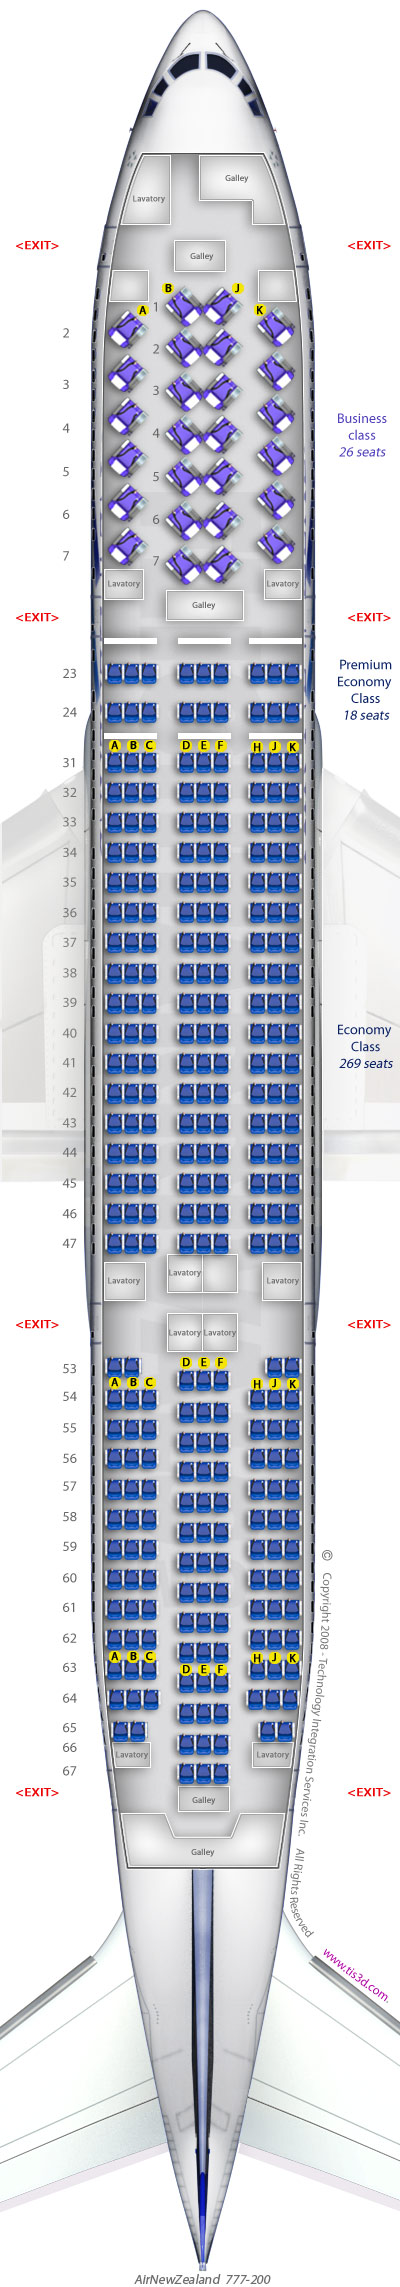 Galley
Lavatory
<EXIT> <EXIT>
Galley
B J
A K
1
2
2
3
3
4
4
5
5
6
6
7
7
Business
class
26 seats
Lavatory Lavatory
Galley
<EXIT> <EXIT>
23
Premium
Economy
Class
18 seats
24
A B C D E F H J K
31
32
33
34
35
36
37
38
39
40
Economy
Class
269 seats
41
42
43
44
45
46
47
Lavatory Lavatory Lavatory
<EXIT> <EXIT>
Lavatory Lavatory
53
D E F
A B C H J K
54
55
56
57
58
59
60
61
62
A B C H J K
63
D E F
64
65
66
Lavatory Lavatory
67
<EXIT> <EXIT>
Galley
Galley
© Copyright 2008 - Technology Integration Services Inc. All Rights Reserved
www.tis3d.com.
AirNewZealand 777-200